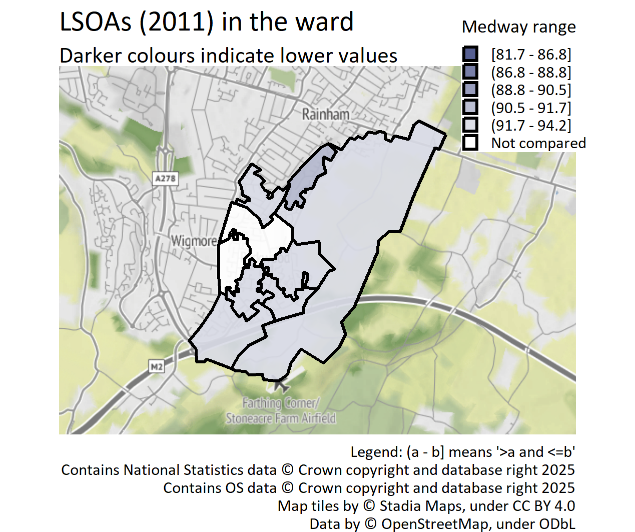 LSOAs (2011) in the ward
Darker colours indicate lower values
Medway range
[81.7 - 86.8]
(86.8 - 88.8]
(88.8 - 90.5]
(90.5 - 91.7]
(91.7 - 94.2]
Not compared
Rainham
A278
Wigmore
M2
Farthing Corner/
Stoneacre Farm Airfield
Legend: (a - b] means '>a and <=b'
Contains National Statistics data © Crown copyright and database right 2025
Contains OS data © Crown copyright and database right 2025
Map tiles by © Stadia Maps, under CC BY 4.0
Data by © OpenStreetMap, under ODbL